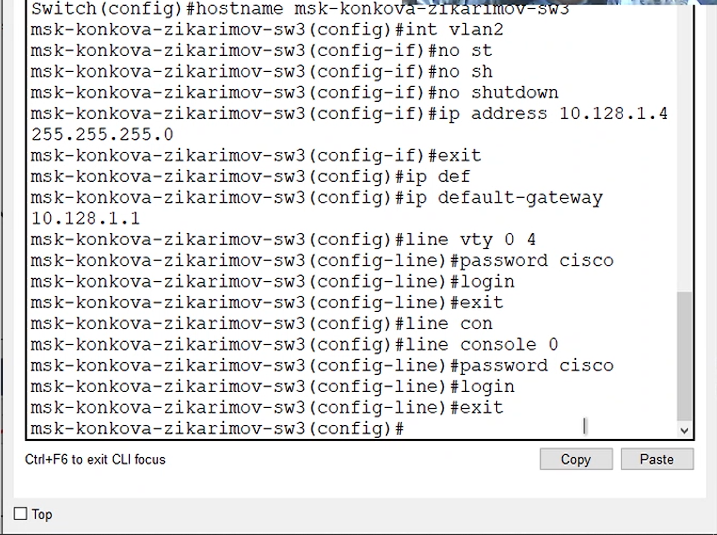 Switch(config)#hostname msk-konkova-zikarimov-sw3
msk-konkova-zikarimov-sw3(config)#int vlan2
msk-konkova-zikarimov-sw3(config-if)#no st
msk-konkova-zikarimov-sw3(config-if)#no sh
msk-konkova-zikarimov-sw3(config-if)#no shutdown
msk-konkova-zikarimov-sw3(config-if)#ip address 10.128.1.4
255.255.255.0
msk-konkova-zikarimov-sw3(config-if)#exit
msk-konkova-zikarimov-sw3(config)#ip def
msk-konkova-zikarimov-sw3(config)#ip default-gateway
10.128.1.1
msk-konkova-zikarimov-sw3(config)#line vty 0 4
msk-konkova-zikarimov-sw3(config-line)#password cisco
msk-konkova-zikarimov-sw3(config-line)#login
msk-konkova-zikarimov-sw3(config-line)#exit
msk-konkova-zikarimov-sw3(config)#line con
msk-konkova-zikarimov-sw3(config)#line console 0
msk-konkova-zikarimov-sw3(config-line)#password cisco
msk-konkova-zikarimov-sw3(config-line)#login
msk-konkova-zikarimov-sw3(config-line)#exit
msk-konkova-zikarimov-sw3(config)#
Ctrl+F6 to exit CLI focus
Copy
Paste
Top